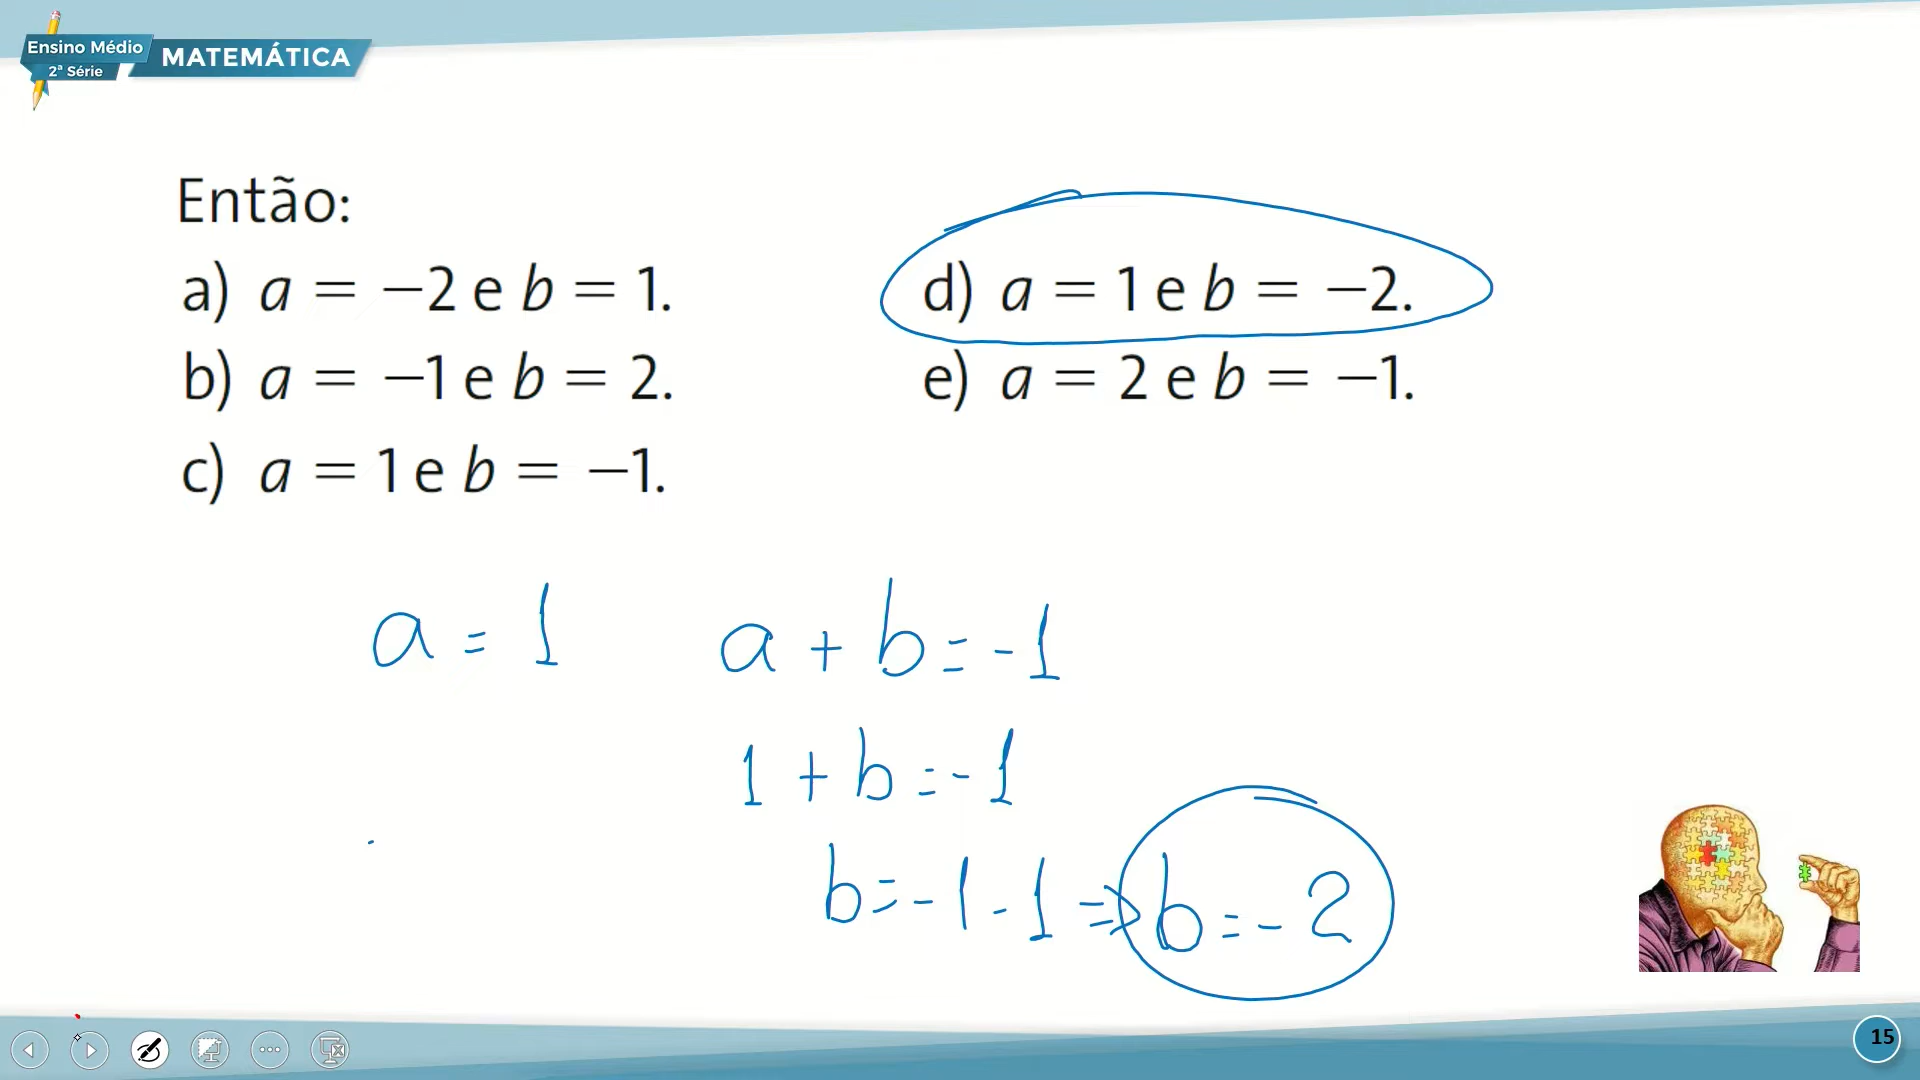 Ensino Médio
2ª Série
MATEMÁTICA
Então:
a) a = −2 e b = 1.
b) a = −1 e b = 2.
c) a = 1 e b = −1.
d) a = 1 e b = −2.
e) a = 2 e b = −1.
a = 1
a + b = -1
1 + b = -1
b = -1 - 1 ⇒ b = -2
15